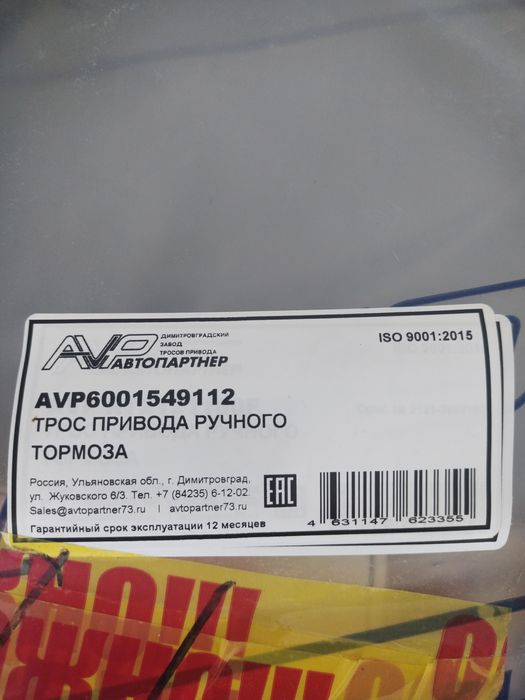 AVP
ДИМИТРОВГРАДСКИЙ
ЗАВОД
ТРОСОВ ПРИВОДА
АВТОПАРТНЕР
ISO 9001:2015
AVP6001549112
ТРОС ПРИВОДА РУЧНОГО
ТОРМОЗА
Россия, Ульяновская обл., г. Димитровград,
ул. Жуковского 6/3. Тел. +7 (84235) 6-12-02.
Sales@avtopartner73.ru | avtopartner73.ru
Гарантийный срок эксплуатации 12 месяцев
EAC
4 631147 623355